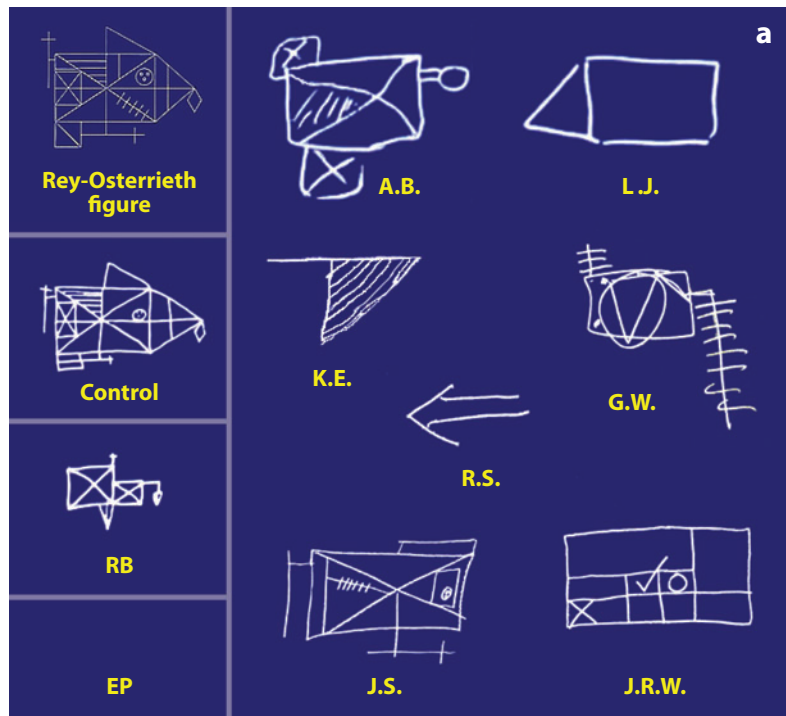 a
Rey-Osterrieth
figure
A.B.
L.J.
Control
K.E.
G.W.
R.S.
RB
EP
J.S.
J.R.W.